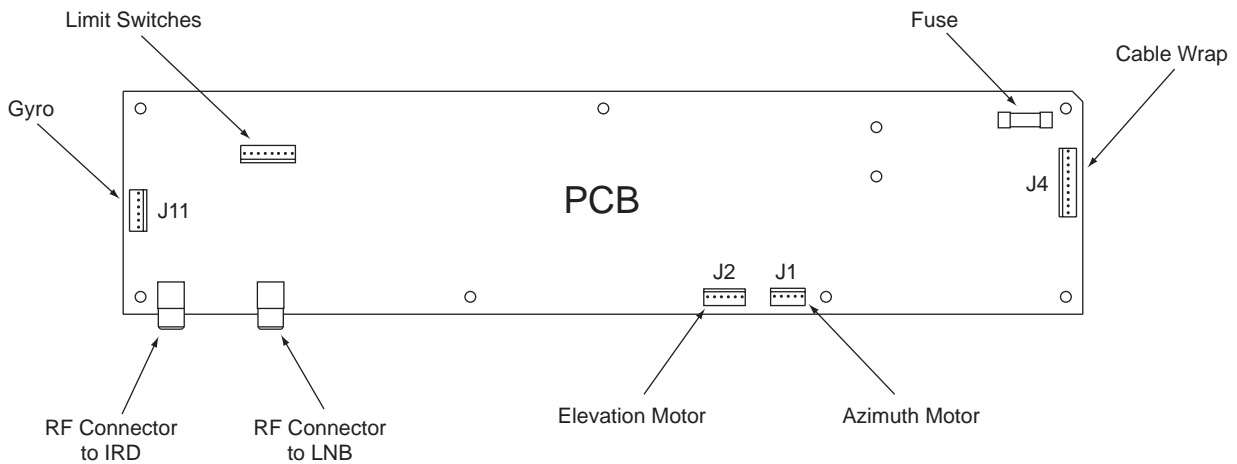 Limit Switches
Fuse
Cable Wrap
Gyro
J11
PCB
J4
J2
J1
Elevation Motor
Azimuth Motor
RF Connector
to IRD
RF Connector
to LNB